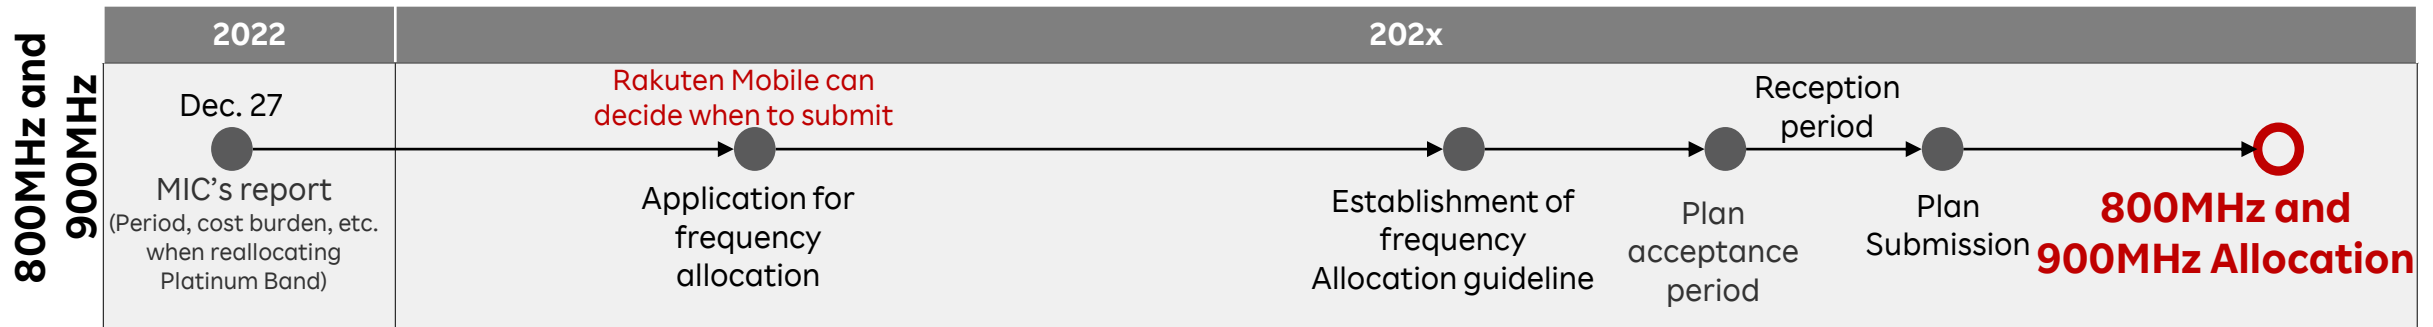 2022
202x
800MHz and
900MHz
Dec. 27
MIC's report
(Period, cost burden, etc.
when reallocating
Platinum Band)
Rakuten Mobile can
decide when to submit
Application for
frequency
allocation
Establishment of
frequency
Allocation guideline
Plan
acceptance
period
Reception
period
Plan
Submission
800MHz and
900MHz Allocation